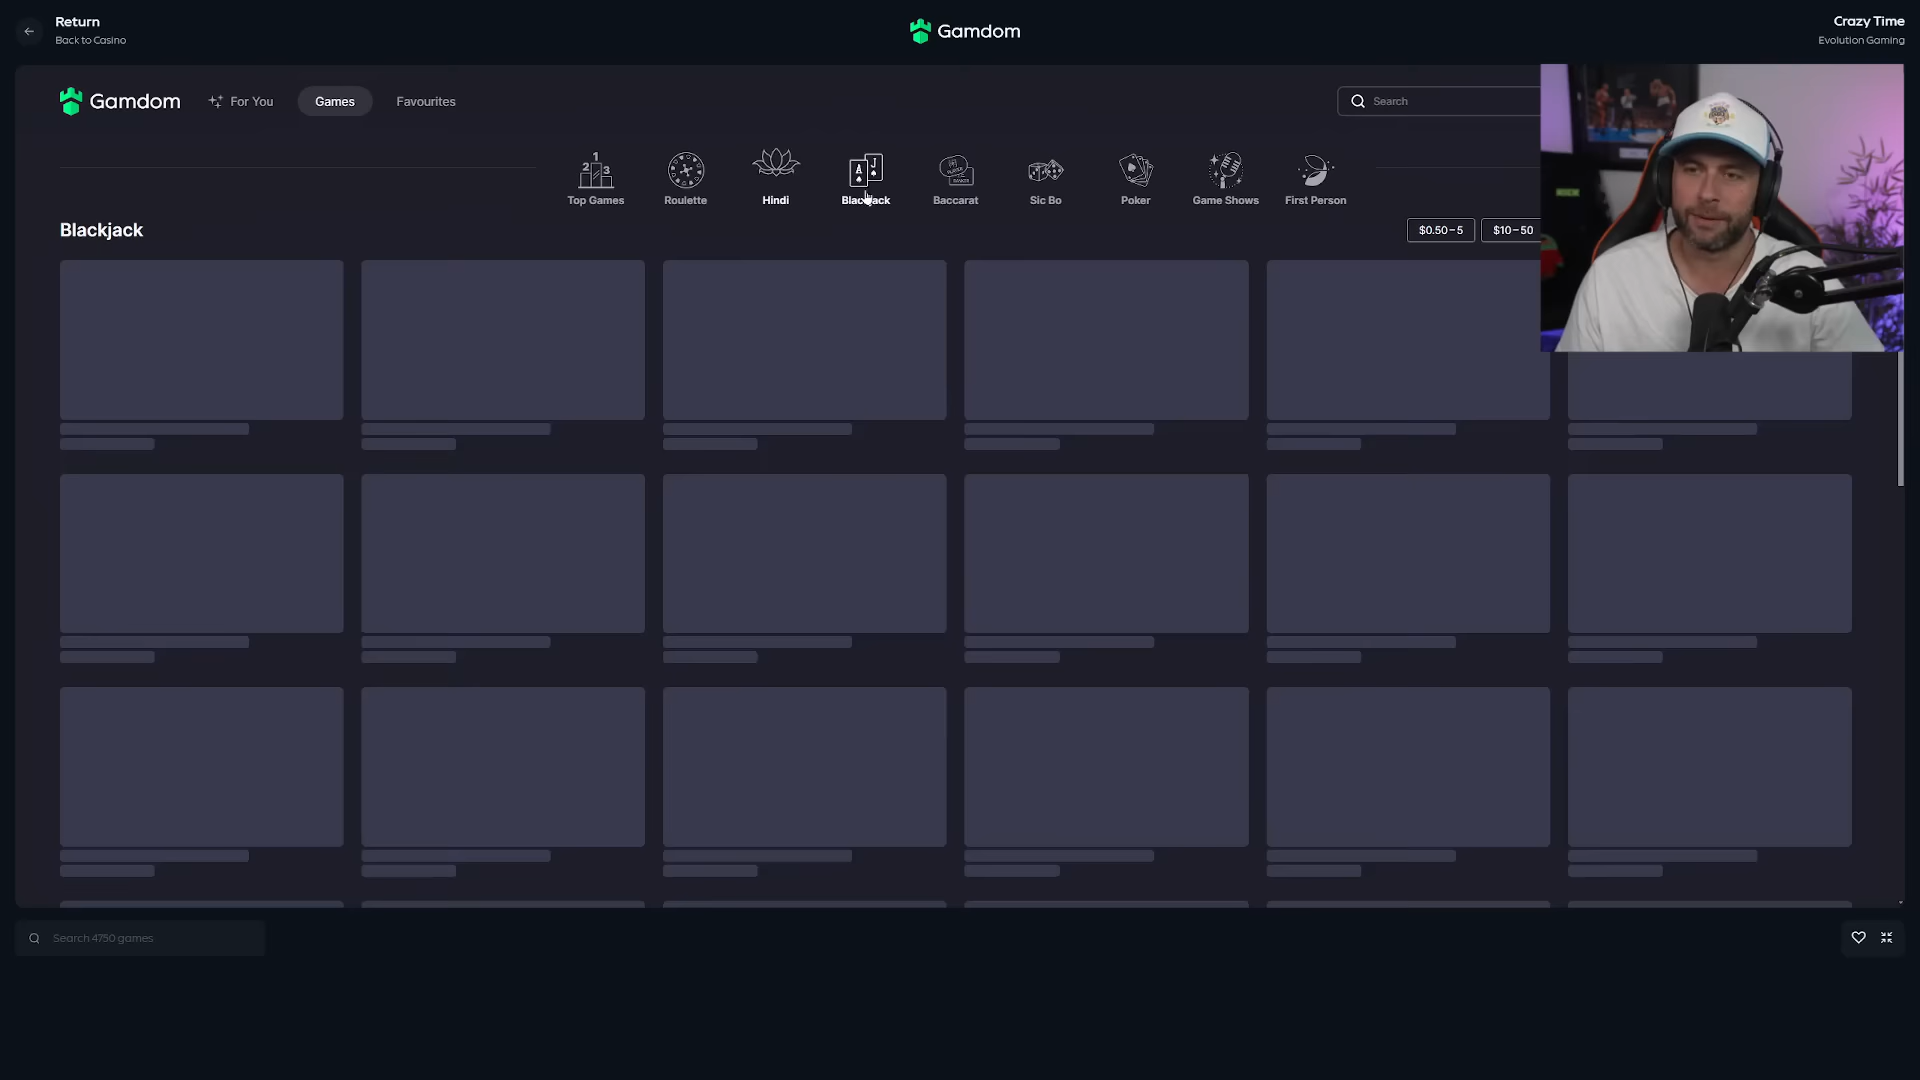 Return
Back to Casino
Gamdom
Crazy Time
Evolution Gaming
Gamdom
For You
Games
Favourites
Search
Top Games
Roulette
Hindi
Blackjack
Baccarat
Sic Bo
Poker
Game Shows
First Person
Blackjack
$0.50–5
$10–50
Search 4750 games